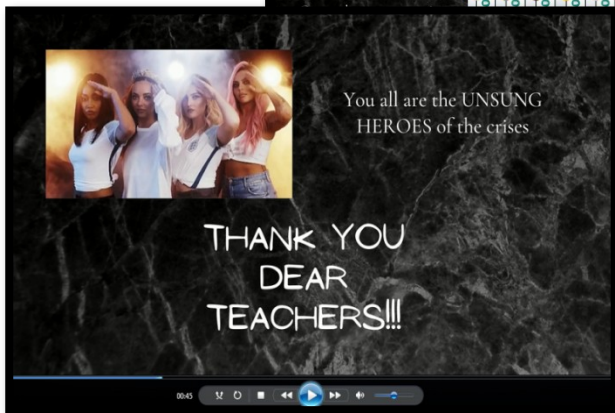 You all are the UNSUNG
HEROES of the crises
THANK YOU
DEAR
TEACHERS!!!
00:45